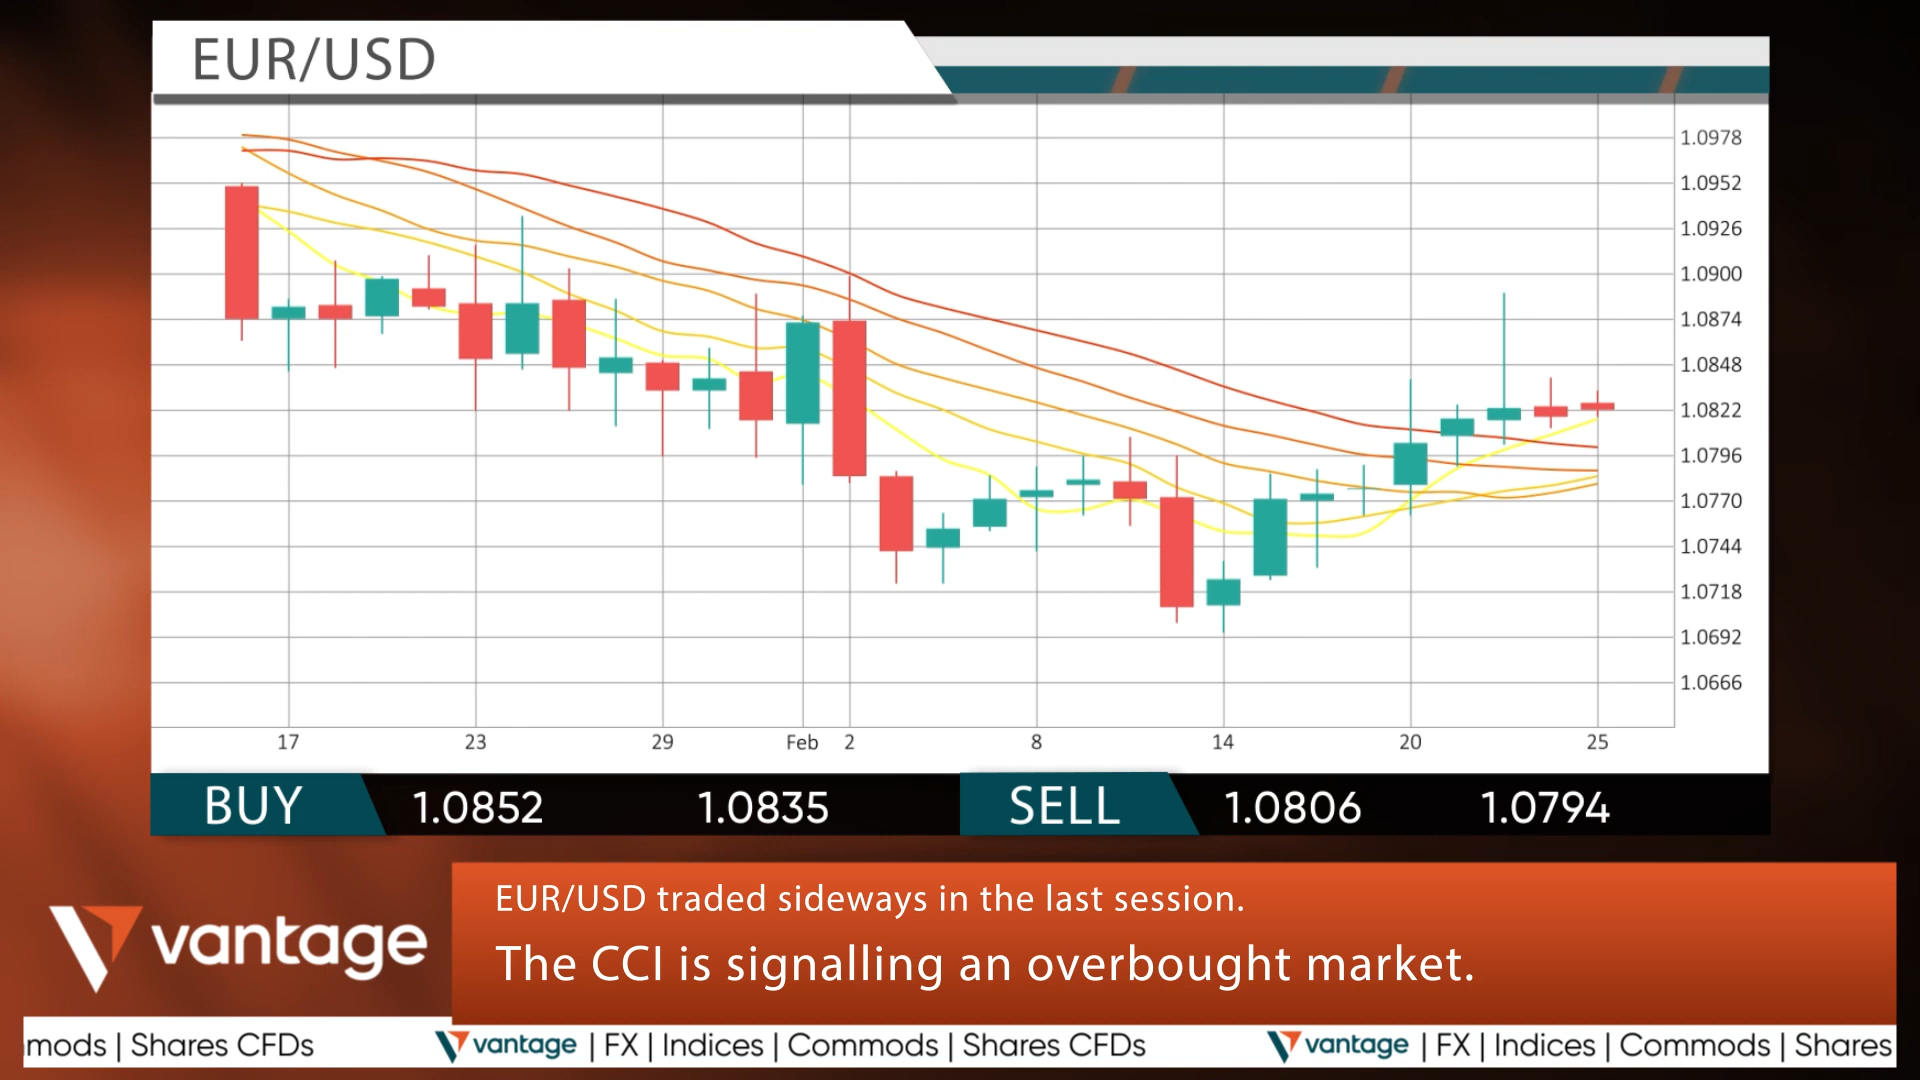 EUR/USD
1.0978
1.0952
1.0926
1.0900
1.0874
1.0848
1.0822
1.0796
1.0770
1.0744
1.0718
1.0692
1.0666
17 23 29 Feb 2 8 14 20 25
BUY 1.0852 1.0835 SELL 1.0806 1.0794
EUR/USD traded sideways in the last session.
The CCI is signalling an overbought market.
vantage
mods | Shares CFDs vantage | FX | Indices | Commods | Shares CFDs vantage | FX | Indices | Commods | Shares